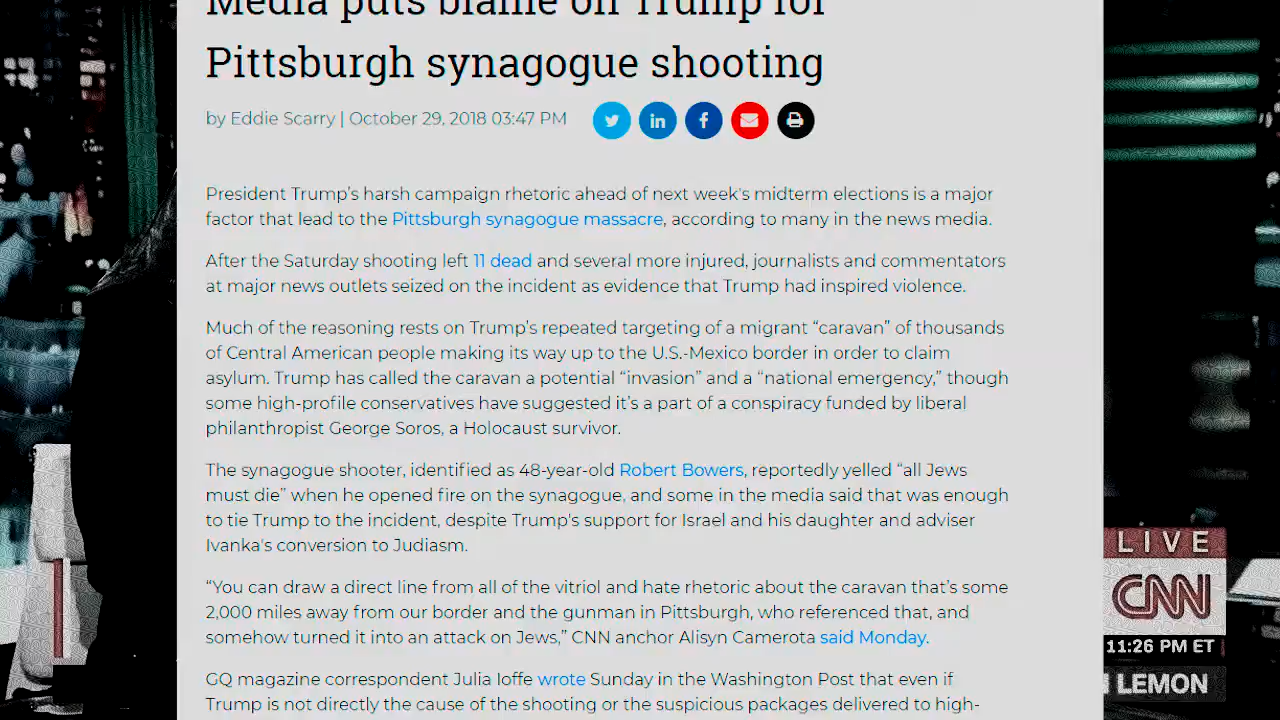 Media puts blame on Trump for
Pittsburgh synagogue shooting
by Eddie Scarry | October 29, 2018 03:47 PM
President Trump's harsh campaign rhetoric ahead of next week's midterm elections is a major
factor that lead to the Pittsburgh synagogue massacre, according to many in the news media.
After the Saturday shooting left 11 dead and several more injured, journalists and commentators
at major news outlets seized on the incident as evidence that Trump had inspired violence.
Much of the reasoning rests on Trump's repeated targeting of a migrant “caravan” of thousands
of Central American people making its way up to the U.S.-Mexico border in order to claim
asylum. Trump has called the caravan a potential “invasion” and a “national emergency,” though
some high-profile conservatives have suggested it's a part of a conspiracy funded by liberal
philanthropist George Soros, a Holocaust survivor.
The synagogue shooter, identified as 48-year-old Robert Bowers, reportedly yelled “all Jews
must die” when he opened fire on the synagogue, and some in the media said that was enough
to tie Trump to the incident, despite Trump's support for Israel and his daughter and adviser
Ivanka's conversion to Judiasm.
“You can draw a direct line from all of the vitriol and hate rhetoric about the caravan that's some
2,000 miles away from our border and the gunman in Pittsburgh, who referenced that, and
somehow turned it into an attack on Jews,” CNN anchor Alisyn Camerota said Monday.
GQ magazine correspondent Julia Ioffe wrote Sunday in the Washington Post that even if
Trump is not directly the cause of the shooting or the suspicious packages delivered to high-
LIVE
CNN
11:26 PM ET
LEMON